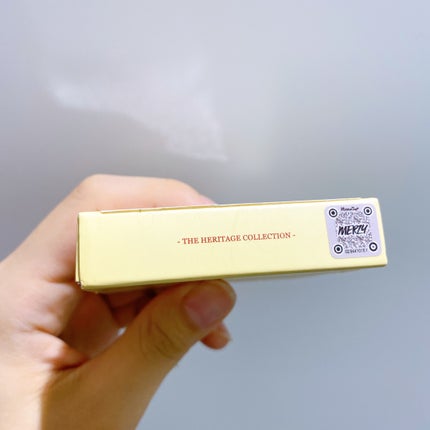 - THE HERITAGE COLLECTION -
MERZY